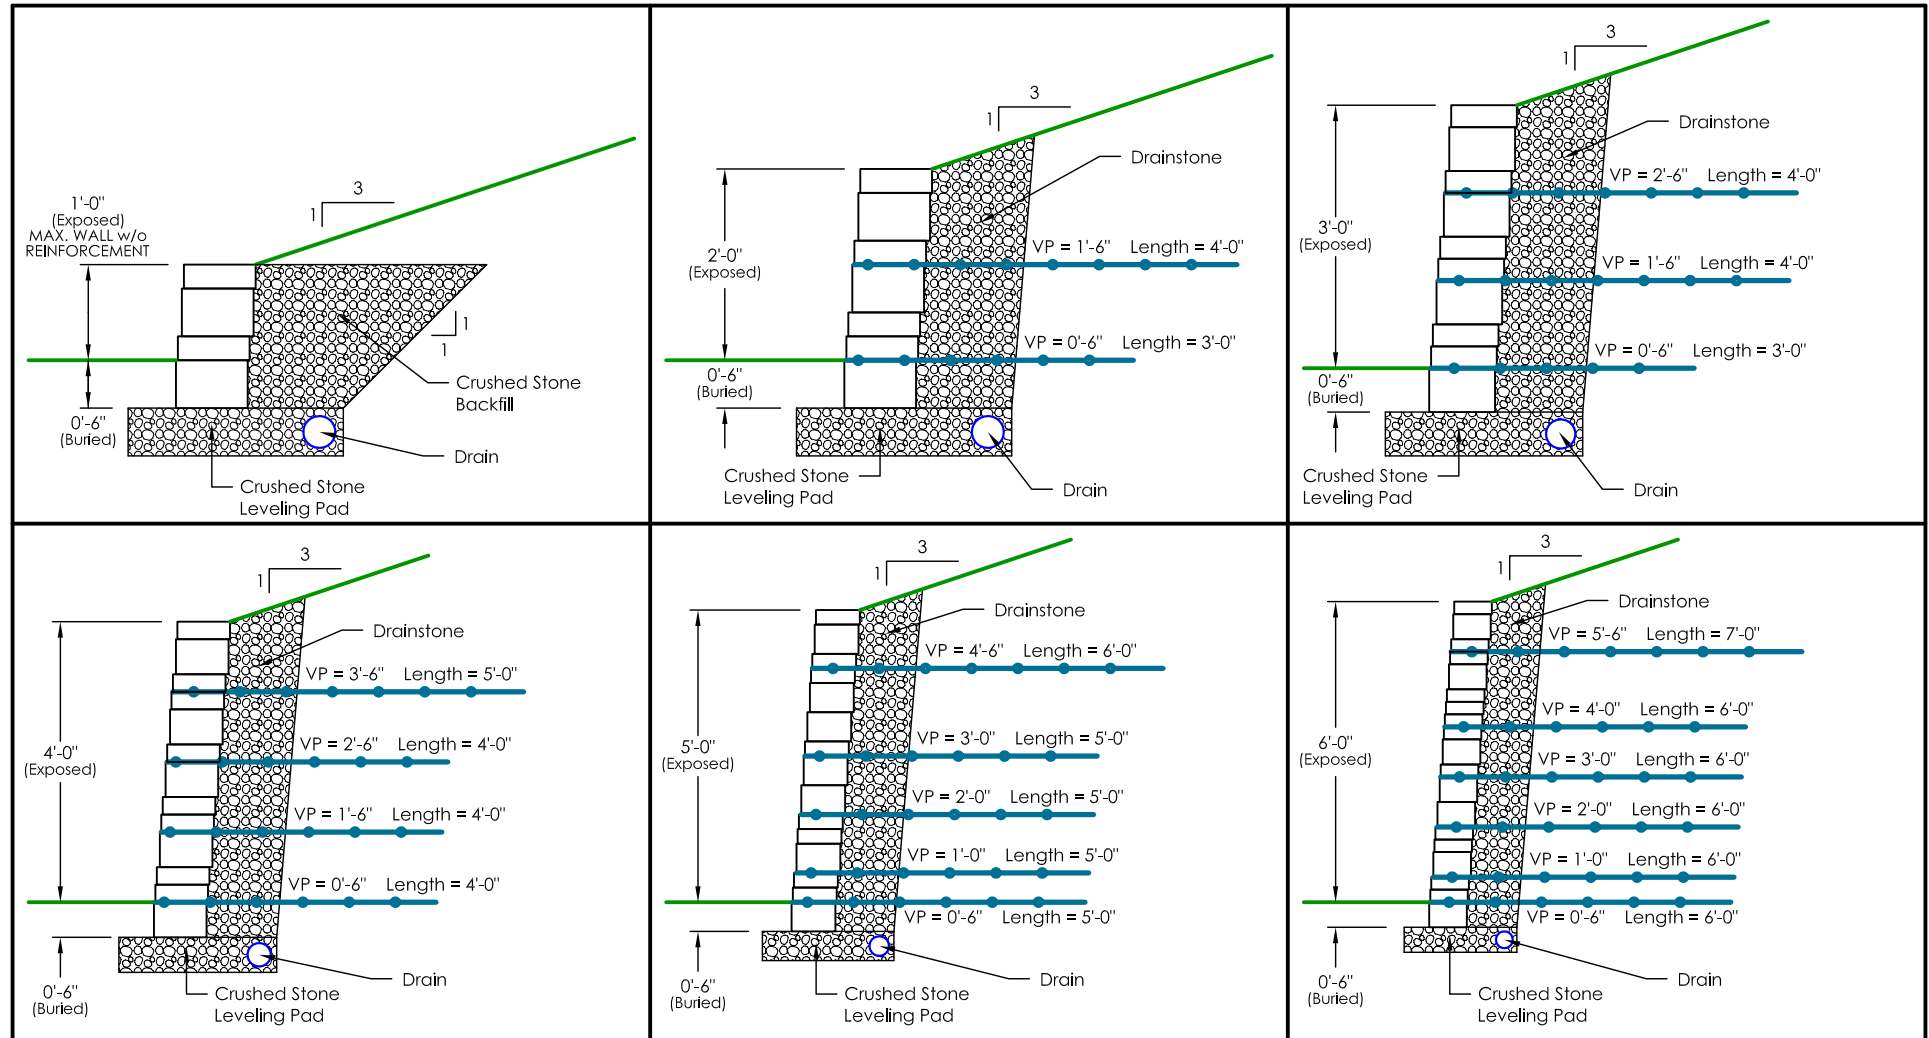 3
1
1'-0"
(Exposed)
MAX. WALL w/o
REINFORCEMENT
1
1
0'-6"
(Buried)
Crushed Stone
Backfill
Drain
Crushed Stone
Leveling Pad
3
1
Drainstone
2'-0"
(Exposed)
VP = 1'-6" Length = 4'-0"
VP = 0'-6" Length = 3'-0"
0'-6"
(Buried)
Crushed Stone
Leveling Pad
Drain
3
1
Drainstone
VP = 2'-6" Length = 4'-0"
3'-0"
(Exposed)
VP = 1'-6" Length = 4'-0"
VP = 0'-6" Length = 3'-0"
0'-6"
(Buried)
Crushed Stone
Leveling Pad
Drain
3
1
Drainstone
VP = 3'-6" Length = 5'-0"
4'-0"
(Exposed)
VP = 2'-6" Length = 4'-0"
VP = 1'-6" Length = 4'-0"
VP = 0'-6" Length = 4'-0"
0'-6"
(Buried)
Drain
Crushed Stone
Leveling Pad
3
1
Drainstone
VP = 4'-6" Length = 6'-0"
5'-0"
(Exposed)
VP = 3'-0" Length = 5'-0"
VP = 2'-0" Length = 5'-0"
VP = 1'-0" Length = 5'-0"
VP = 0'-6" Length = 5'-0"
0'-6"
(Buried)
Drain
Crushed Stone
Leveling Pad
3
1
Drainstone
VP = 5'-6" Length = 7'-0"
6'-0"
(Exposed)
VP = 4'-0" Length = 6'-0"
VP = 3'-0" Length = 6'-0"
VP = 2'-0" Length = 6'-0"
VP = 1'-0" Length = 6'-0"
VP = 0'-6" Length = 6'-0"
0'-6"
(Buried)
Drain
Crushed Stone
Leveling Pad